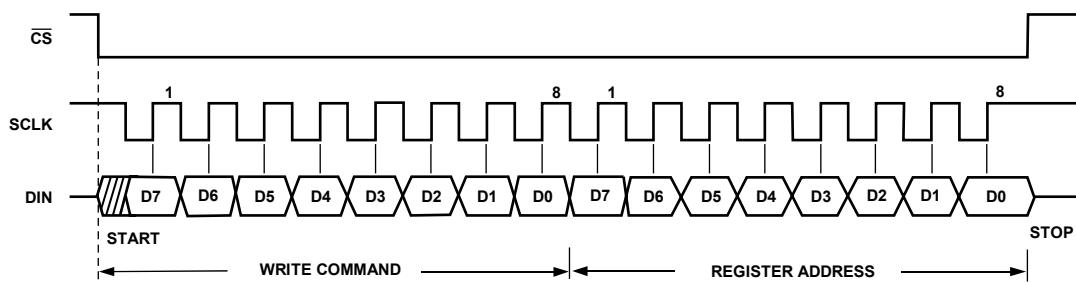 C̅S̅
1 8 1 8
SCLK
DIN D7 D6 D5 D4 D3 D2 D1 D0 D7 D6 D5 D4 D3 D2 D1 D0
START STOP
WRITE COMMAND REGISTER ADDRESS